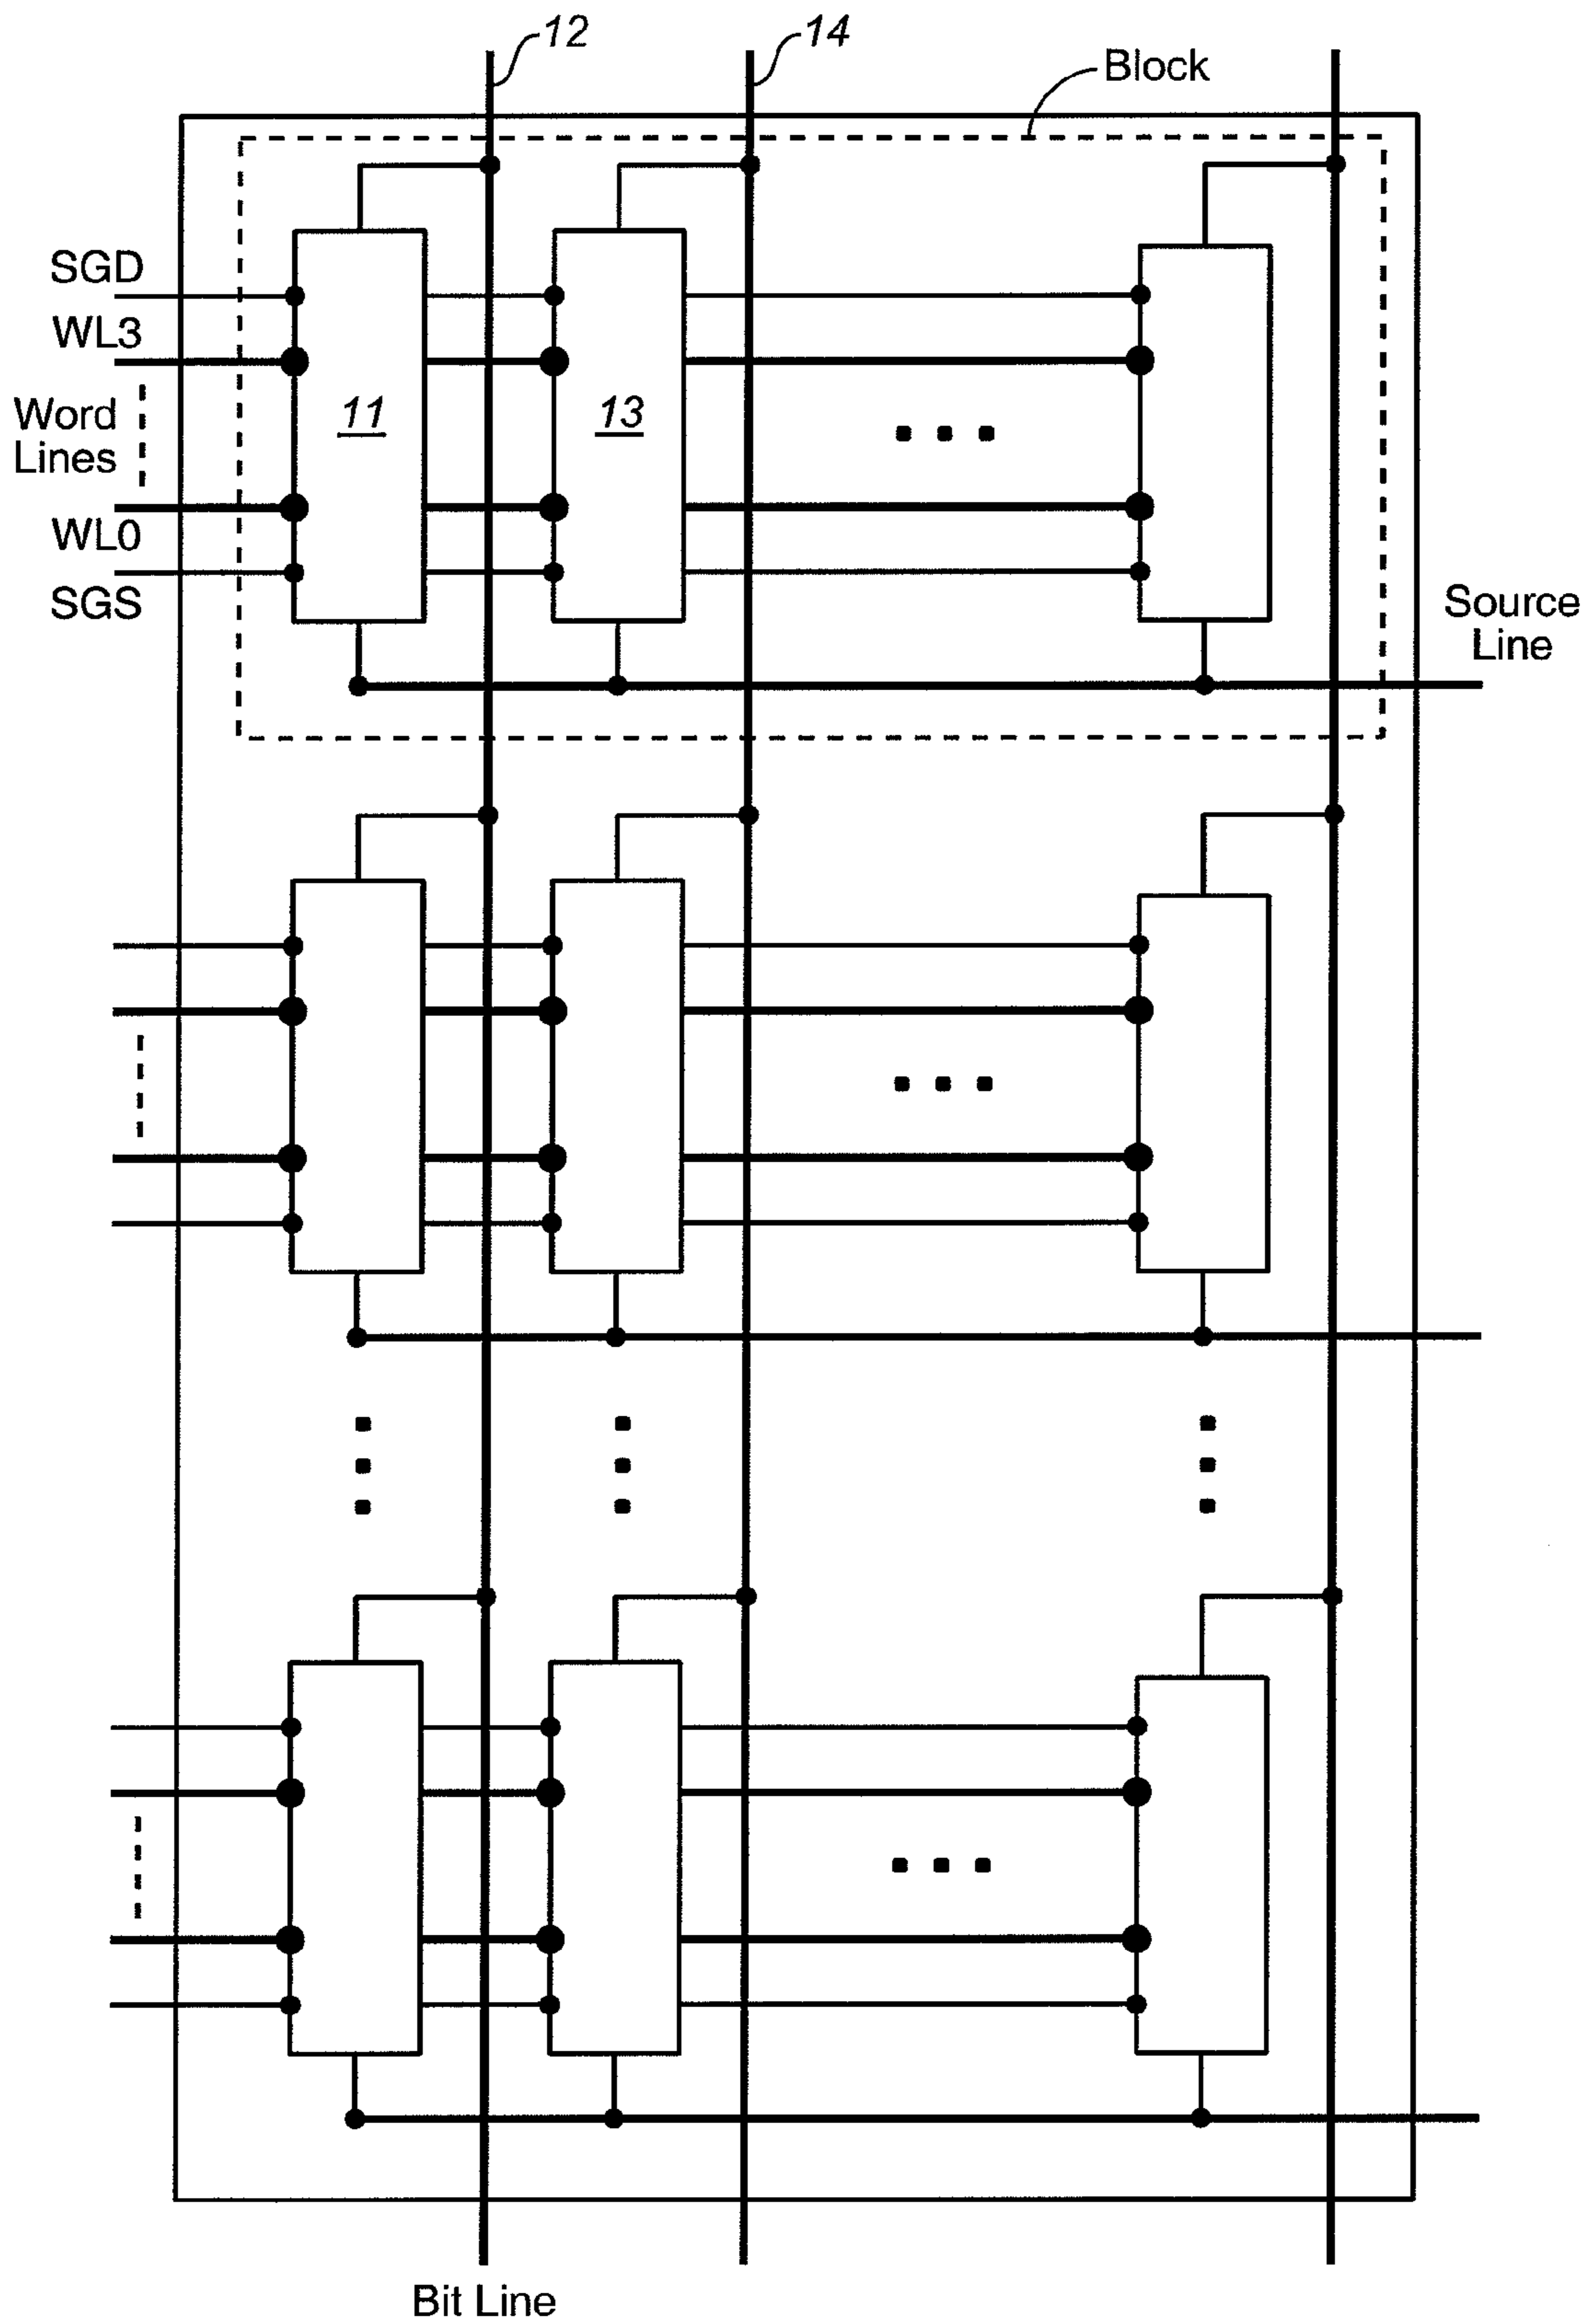 12
14
Block
SGD
WL3
Word
Lines
11
13
WL0
SGS
Source
Line
Bit Line